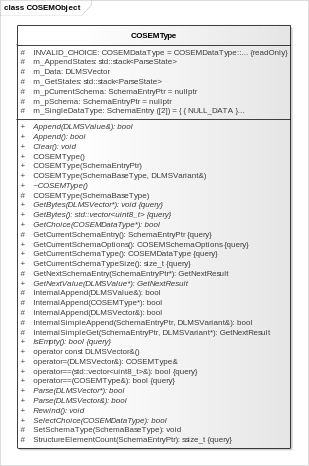 class COSEMObject
COSEMType
# INVALID_CHOICE: COSEMDataType = COSEMDataType::... {readOnly}
# m_AppendStates: std::stack<ParseState>
# m_Data: DLMSVector
# m_GetStates: std::stack<ParseState>
# m_pCurrentSchema: SchemaEntryPtr = nullptr
# m_pSchema: SchemaEntryPtr = nullptr
# m_SingleDataType: SchemaEntry ([2]) = { { NULL_DATA }...
+ Append(DLMSValue&): bool
+ Append(): bool
+ Clear(): void
+ COSEMType()
+ COSEMType(SchemaEntryPtr)
+ COSEMType(SchemaBaseType, DLMSVariant&)
+ ~COSEMType()
# COSEMType(SchemaBaseType)
+ GetBytes(DLMSVector*): void {query}
+ GetBytes(): std::vector<uint8_t> {query}
+ GetChoice(COSEMDataType*): bool
# GetCurrentSchema(): SchemaEntryPtr {query}
# GetCurrentSchemaOptions(): COSEMSchemaOptions {query}
# GetCurrentSchemaType(): COSEMDataType {query}
# GetCurrentSchemaTypeSize(): size_t {query}
# GetNextSchemaEntry(SchemaEntryPtr*): GetNextResult
+ GetNextValue(DLMSValue*): GetNextResult
# InternalAppend(DLMSValue&): bool
# InternalAppend(COSEMType*): bool
# InternalAppend(DLMSVector&): bool
# InternalSimpleAppend(SchemaEntryPtr, DLMSVariant&): bool
# InternalSimpleGet(SchemaEntryPtr, DLMSVariant*): GetNextResult
+ IsEmpty(): bool {query}
+ operator const DLMSVector&()
+ operator=(DLMSVector&): COSEMType&
+ operator==(std::vector<uint8_t>&): bool {query}
+ operator==(COSEMType&): bool {query}
+ Parse(DLMSVector*): bool
+ Parse(DLMSVector&): bool
+ Rewind(): void
+ SelectChoice(COSEMDataType): bool
# SetSchemaType(SchemaBaseType): void
# StructureElementCount(SchemaEntryPtr): ssize_t {query}